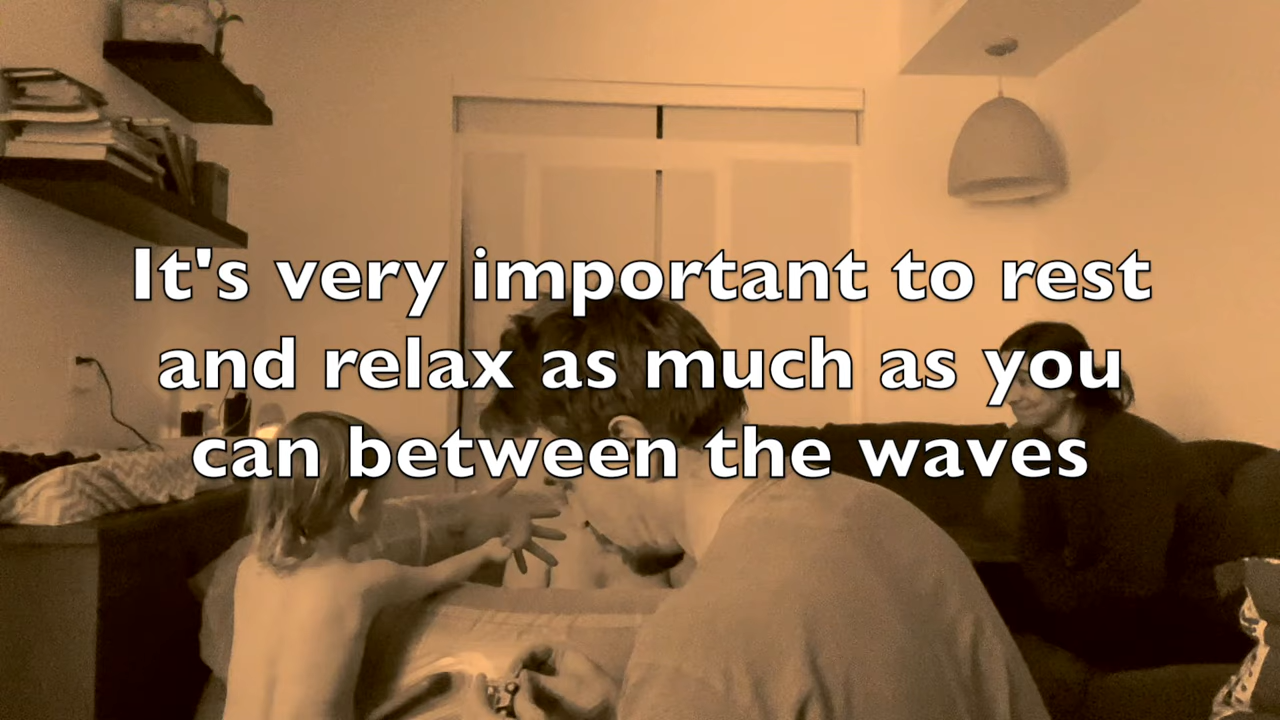 It's very important to rest
and relax as much as you
can between the waves